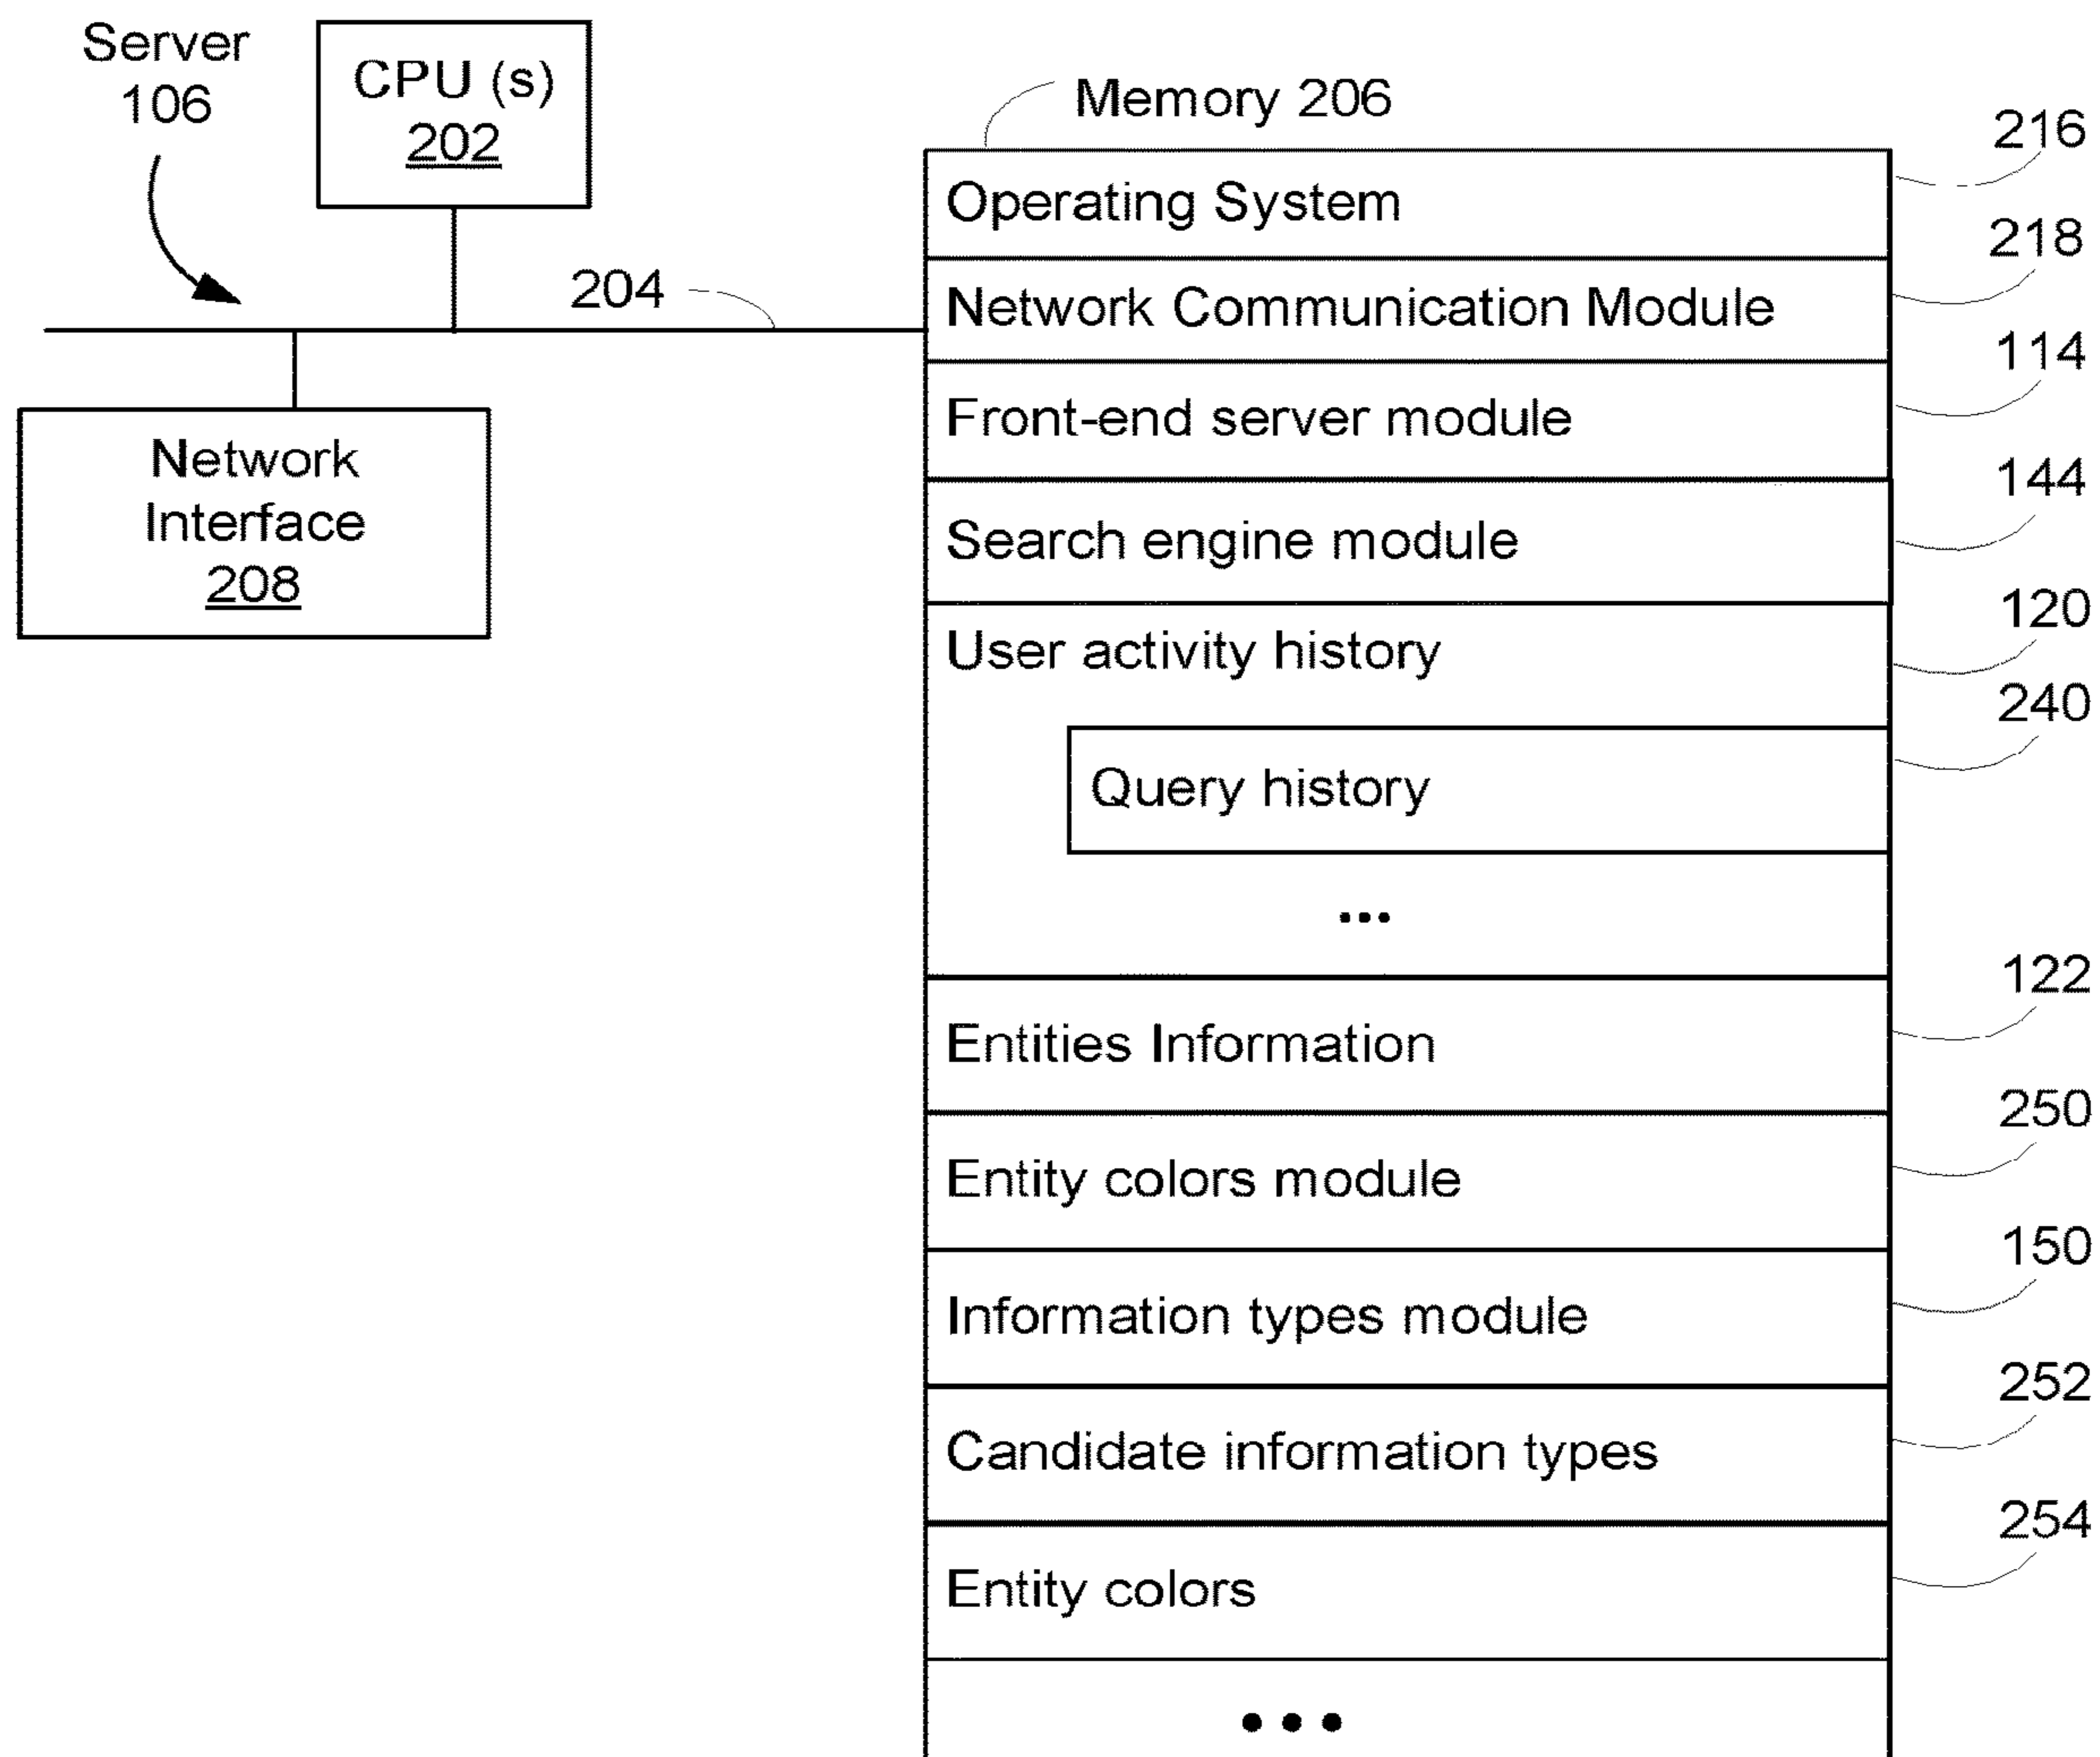 Server
106
CPU (s)
202
204
Network
Interface
208
Memory 206
Operating System
216
Network Communication Module
218
Front-end server module
114
Search engine module
144
User activity history
120
Query history
240
...
Entities Information
122
Entity colors module
250
Information types module
150
Candidate information types
252
Entity colors
254
...